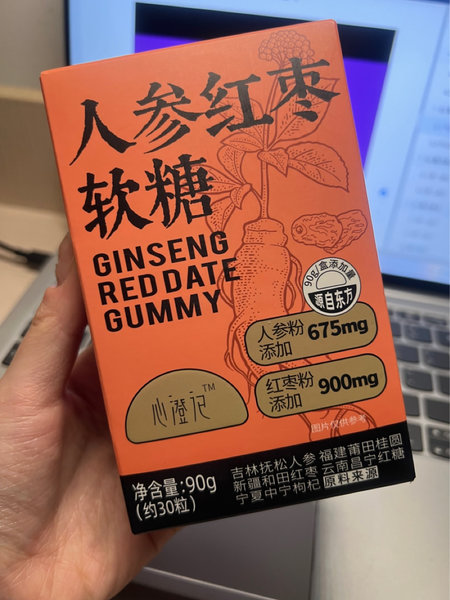 人参红枣
软糖
GINSENG
RED DATE
GUMMY
90g/盒添加量
源自东方
人参粉
添加 675mg
红枣粉
添加 900mg
图片仅供参考
心澄记™
净含量:90g
(约30粒)
吉林抚松人参 福建莆田桂圆
新疆和田红枣 云南昌宁红糖
宁夏中宁枸杞 原料来源